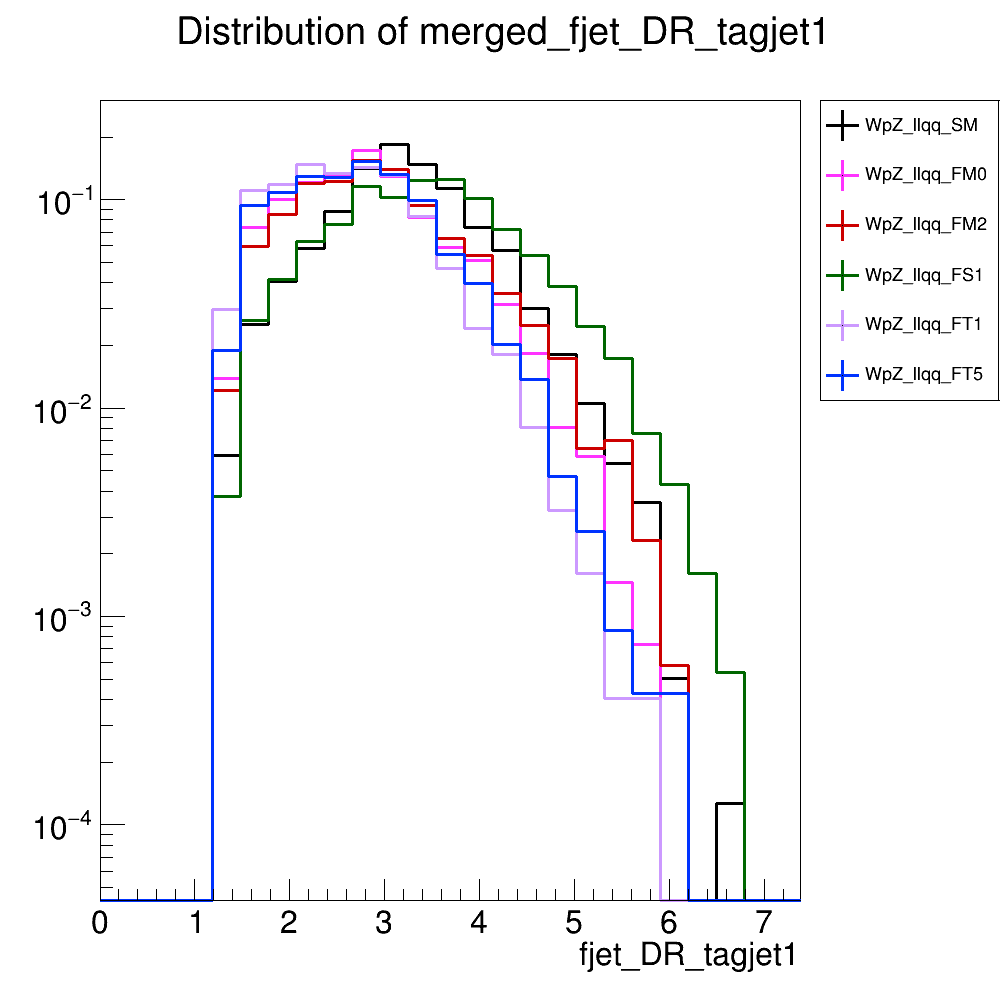 Distribution of merged_fjet_DR_tagjet1
WpZ_llqq_SM
WpZ_llqq_FM0
WpZ_llqq_FM2
WpZ_llqq_FS1
WpZ_llqq_FT1
WpZ_llqq_FT5
10⁻¹
10⁻²
10⁻³
10⁻⁴
0 1 2 3 4 5 6 7
fjet_DR_tagjet1